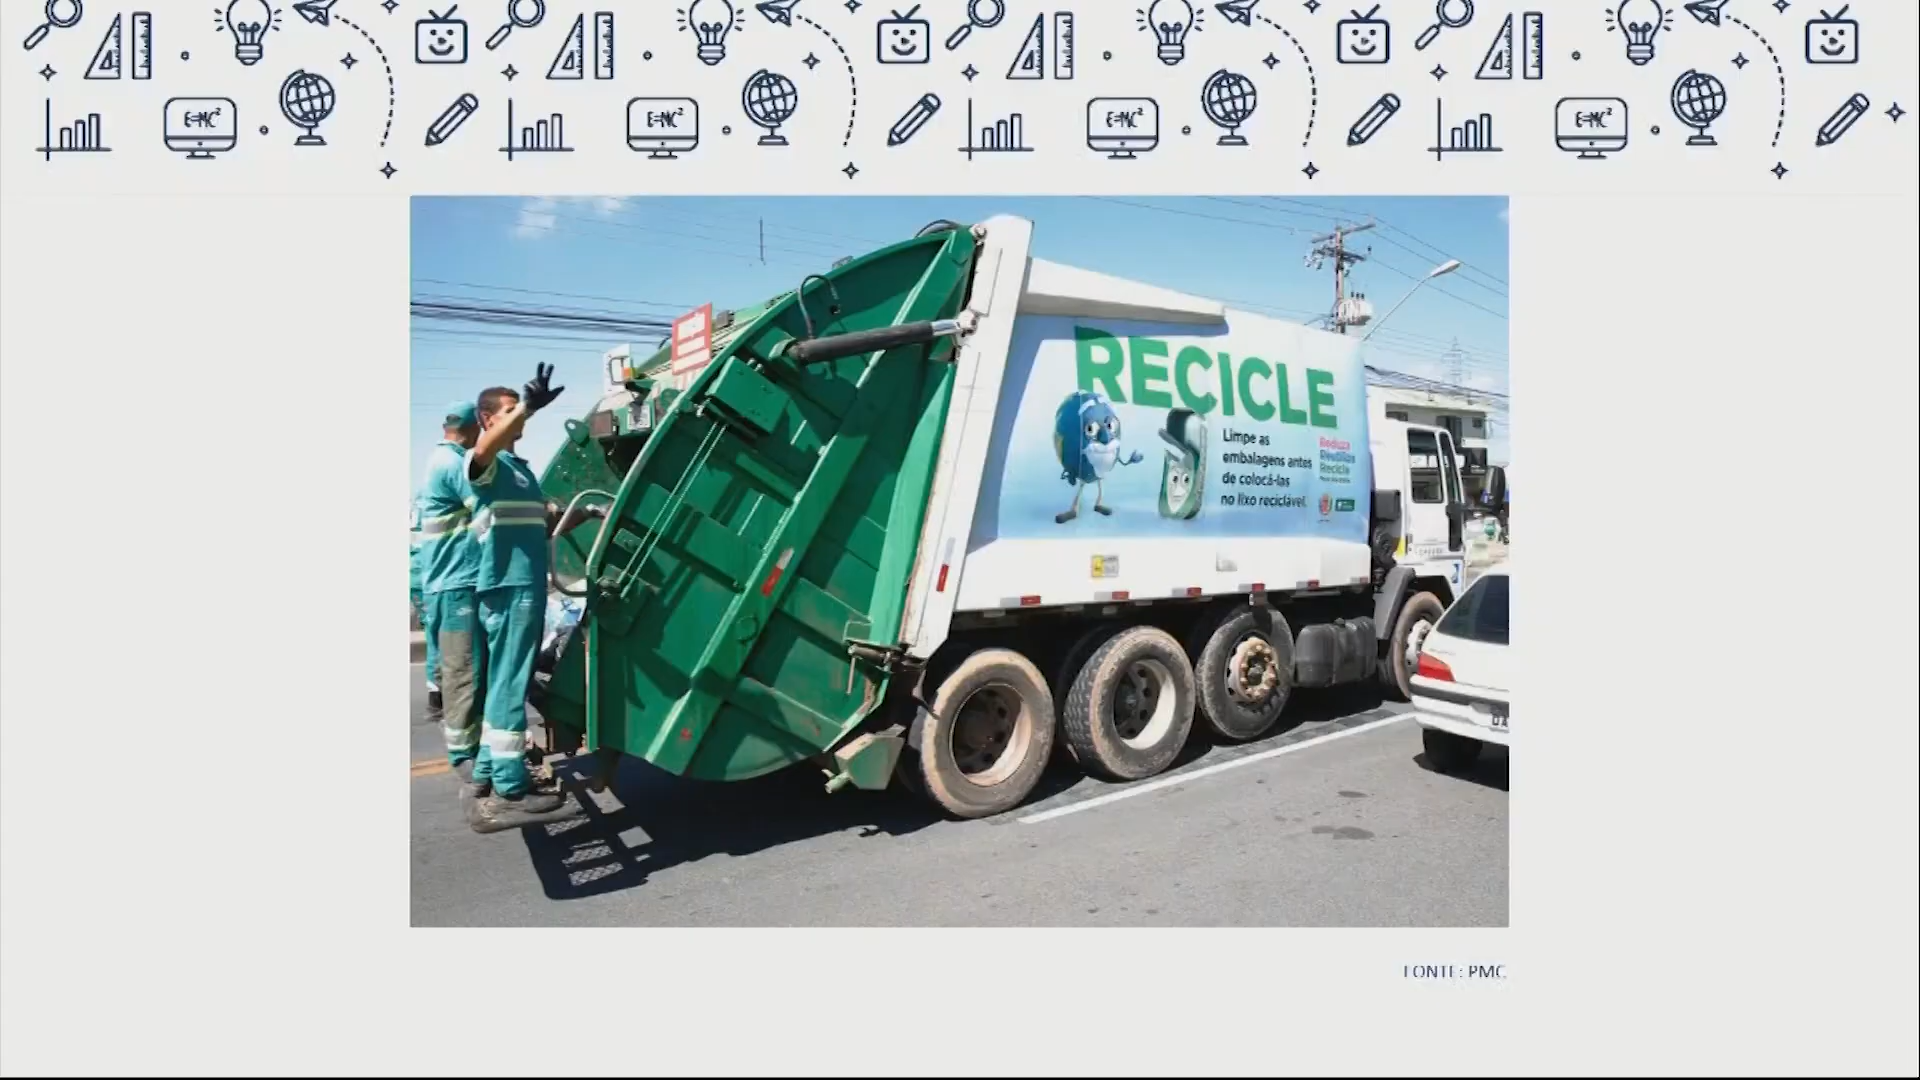 E=MC²
E=MC²
E=MC²
E=MC²
RECICLE
Limpe as
embalagens antes
de colocá-las
no lixo reciclável.
Reduza
Reutilize
Recicle
FONTE: PMC